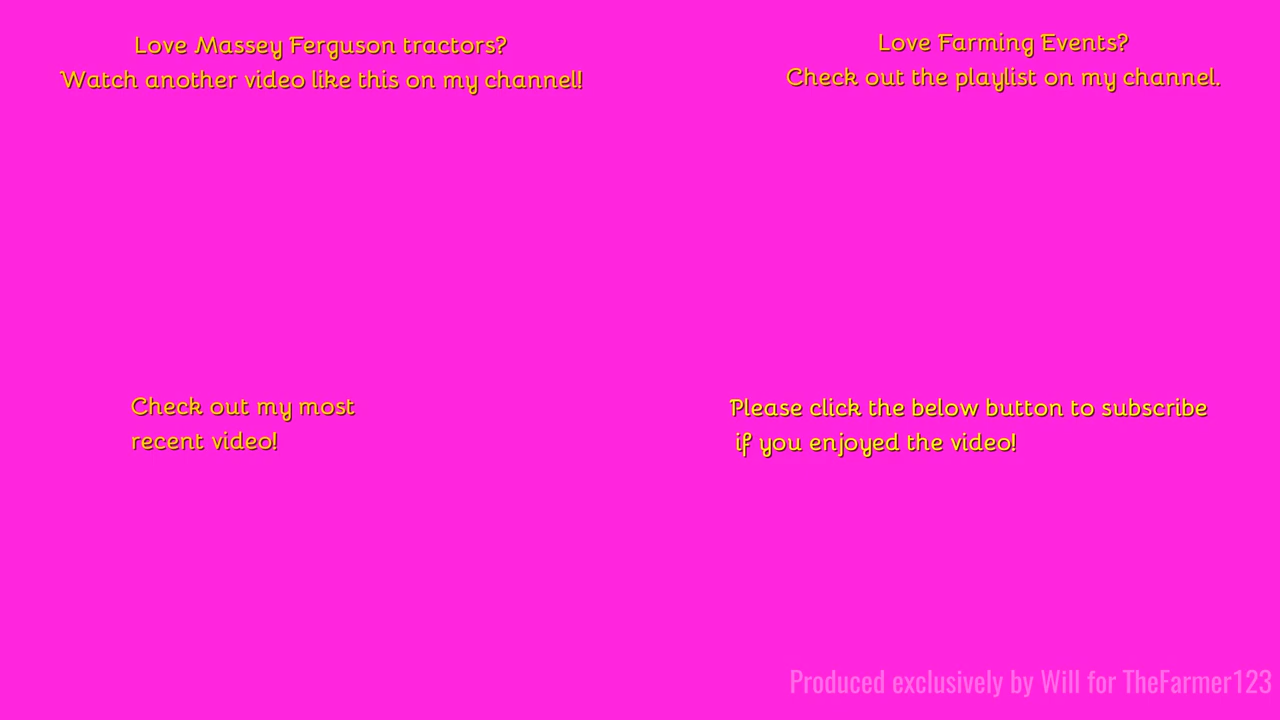 Love Massey Ferguson tractors?
Watch another video like this on my channel!
Love Farming Events?
Check out the playlist on my channel.
Check out my most
recent video!
Please click the below button to subscribe
if you enjoyed the video!
Produced exclusively by Will for TheFarmer123